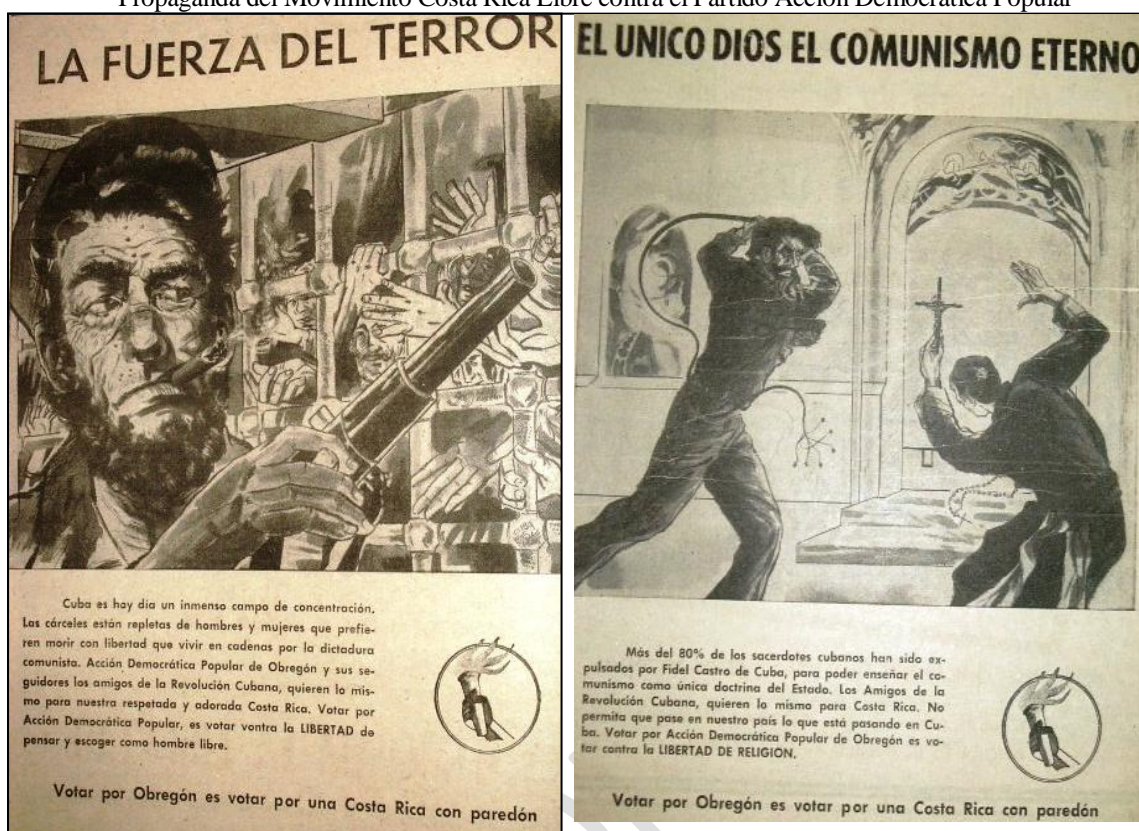 Propaganda del Movimiento Costa Rica Libre contra el Partido Acción Democrática Popular
LA FUERZA DEL TERROR
Cuba es hoy día un inmenso campo de concentración.
Las cárceles están repletas de hombres y mujeres que prefie-
ren morir con libertad que vivir en cadenas por la dictadura
comunista. Acción Democrática Popular de Obregón y sus se-
guidores los amigos de la Revolución Cubana, quieren lo mis-
mo para nuestra respetada y adorada Costa Rica. Votar por
Acción Democrática Popular, es votar vontra la LIBERTAD de
pensar y escoger como hombre libre.
Votar por Obregón es votar por una Costa Rica con paredón
EL UNICO DIOS EL COMUNISMO ETERNO
Más del 80% de los sacerdotes cubanos han sido ex-
pulsados por Fidel Castro de Cuba, para poder enseñar el co-
munismo como única doctrina del Estado. Los Amigos de la
Revolución Cubana, quieren lo mismo para Costa Rica. No
permita que pase en nuestro país lo que está pasando en Cu-
ba. Votar por Acción Democrática Popular de Obregón es vo-
tar contra la LIBERTAD DE RELIGION.
Votar por Obregón es votar por una Costa Rica con paredón